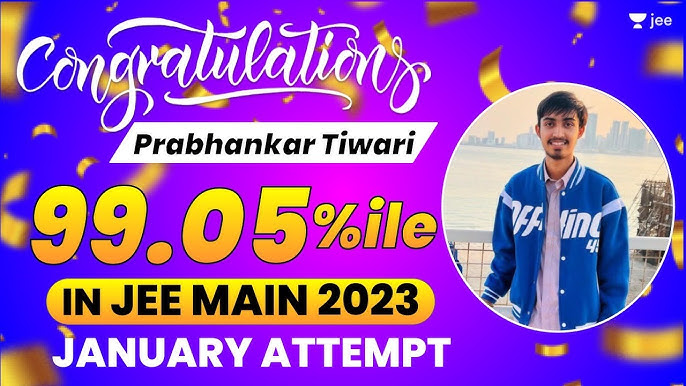 jee
Congratulations
Prabhankar Tiwari
99.05%ile
IN JEE MAIN 2023
JANUARY ATTEMPT